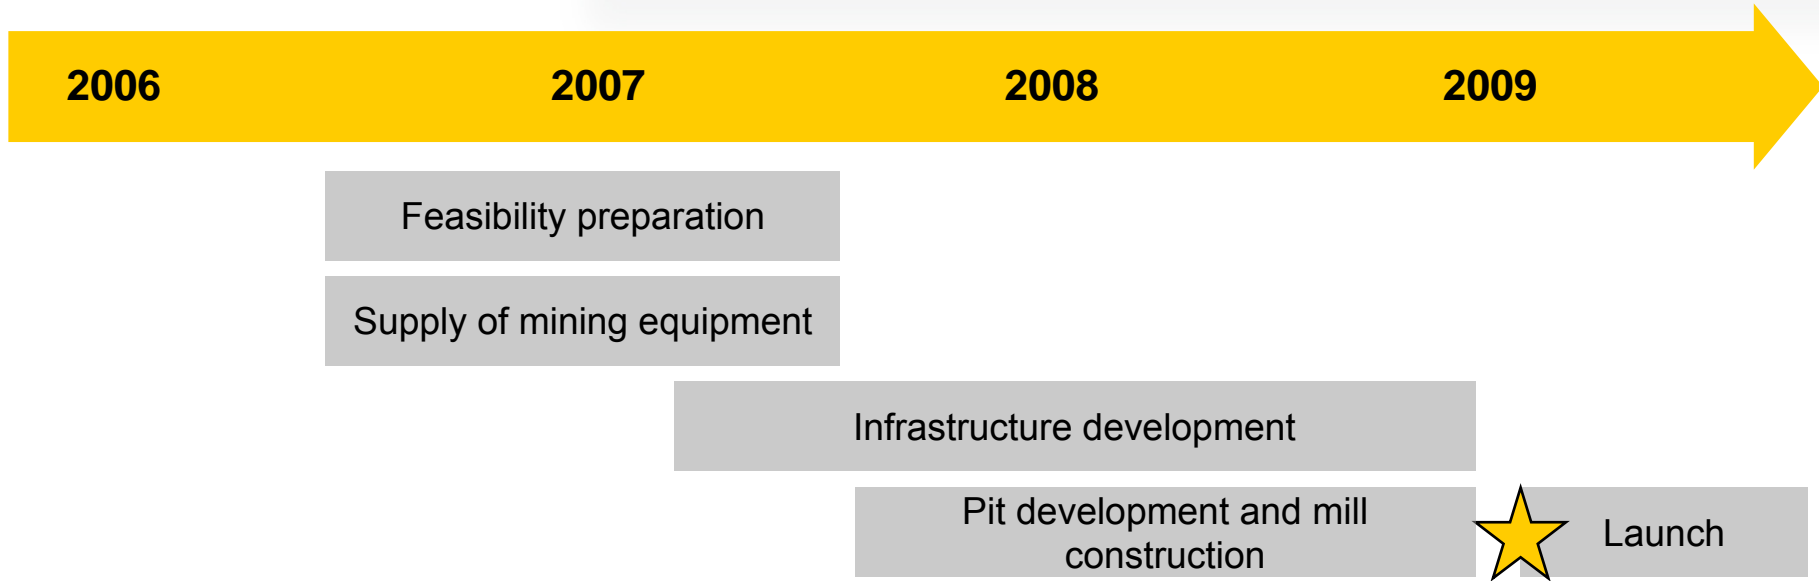 2006 2007 2008 2009
Feasibility preparation
Supply of mining equipment
Infrastructure development
Pit development and mill
construction
Launch